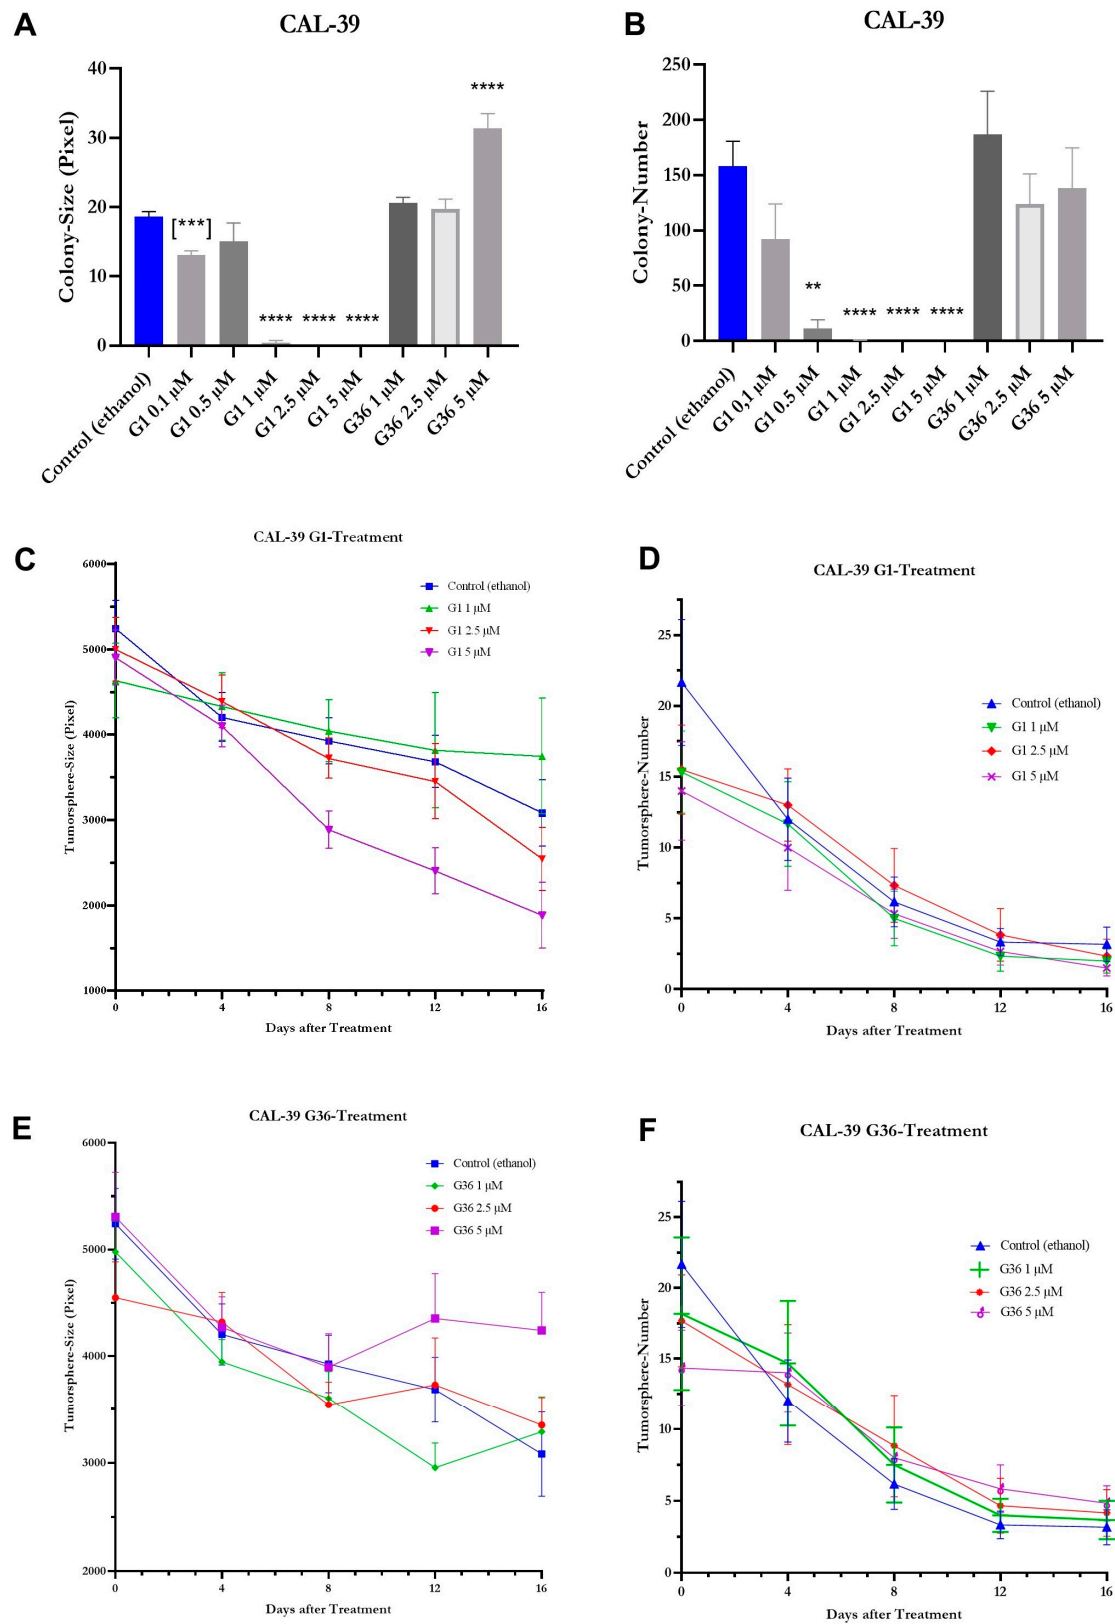 A
CAL-39
Colony-Size (Pixel)
40
30
20
10
0
[***]
****
****
****
****
Control (ethanol)
G1 0.1 µM
G1 0.5 µM
G1 1 µM
G1 2.5 µM
G1 5 µM
G36 1 µM
G36 2.5 µM
G36 5 µM
B
CAL-39
Colony-Number
250
200
150
100
50
0
**
****
****
****
Control (ethanol)
G1 0,1 µM
G1 0.5 µM
G1 1 µM
G1 2.5 µM
G1 5 µM
G36 1 µM
G36 2.5 µM
G36 5 µM
C
CAL-39 G1-Treatment
Tumorsphere-Size (Pixel)
6000
5000
4000
3000
2000
1000
Control (ethanol)
G1 1 µM
G1 2.5 µM
G1 5 µM
0
4
8
12
16
Days after Treatment
D
CAL-39 G1-Treatment
Tumorsphere-Number
25
20
15
10
5
0
Control (ethanol)
G1 1 µM
G1 2.5 µM
G1 5 µM
0
4
8
12
16
Days after Treatment
E
CAL-39 G36-Treatment
Tumorsphere-Size (Pixel)
6000
5000
4000
3000
2000
Control (ethanol)
G36 1 µM
G36 2.5 µM
G36 5 µM
0
4
8
12
16
Days after Treatment
F
CAL-39 G36-Treatment
Tumorsphere-Number
25
20
15
10
5
0
Control (ethanol)
G36 1 µM
G36 2.5 µM
G36 5 µM
0
4
8
12
16
Days after Treatment